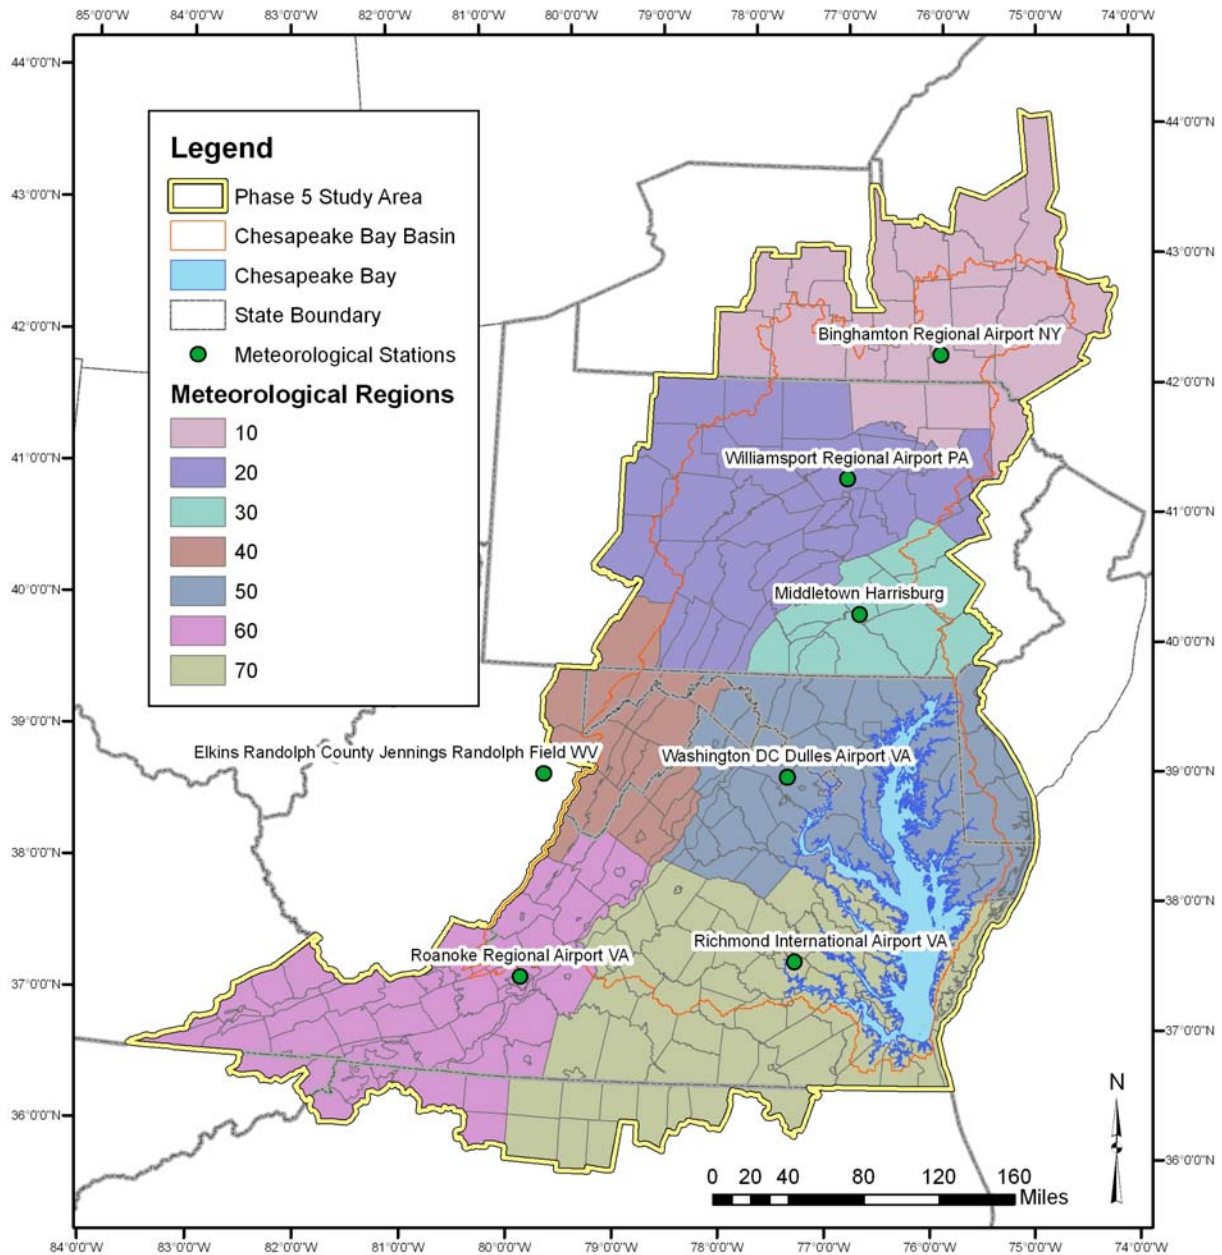 85°0'0"W 84°0'0"W 83°0'0"W 82°0'0"W 81°0'0"W 80°0'0"W 79°0'0"W 78°0'0"W 77°0'0"W 76°0'0"W 75°0'0"W 74°0'0"W
44°0'0"N
43°0'0"N
42°0'0"N
41°0'0"N
40°0'0"N
39°0'0"N
38°0'0"N
37°0'0"N
36°0'0"N
Legend
Phase 5 Study Area
Chesapeake Bay Basin
Chesapeake Bay
State Boundary
Meteorological Stations
Meteorological Regions
10
20
30
40
50
60
70
Binghamton Regional Airport NY
Williamsport Regional Airport PA
Middletown Harrisburg
Elkins Randolph County Jennings Randolph Field WV
Washington DC Dulles Airport VA
Richmond International Airport VA
Roanoke Regional Airport VA
44°0'0"N
43°0'0"N
42°0'0"N
41°0'0"N
40°0'0"N
39°0'0"N
38°0'0"N
37°0'0"N
36°0'0"N
N
0 20 40 80 120 160
Miles
84°0'0"W 83°0'0"W 82°0'0"W 81°0'0"W 80°0'0"W 79°0'0"W 78°0'0"W 77°0'0"W 76°0'0"W 75°0'0"W 74°0'0"W